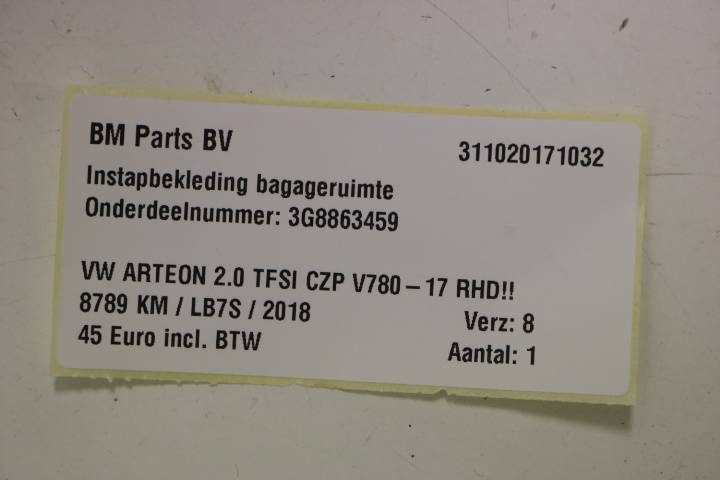 BM Parts BV 311020171032
Instapbekleding bagageruimte
Onderdeelnummer: 3G8863459
VW ARTEON 2.0 TFSI CZP V780 – 17 RHD!!
8789 KM / LB7S / 2018 Verz: 8
45 Euro incl. BTW Aantal: 1